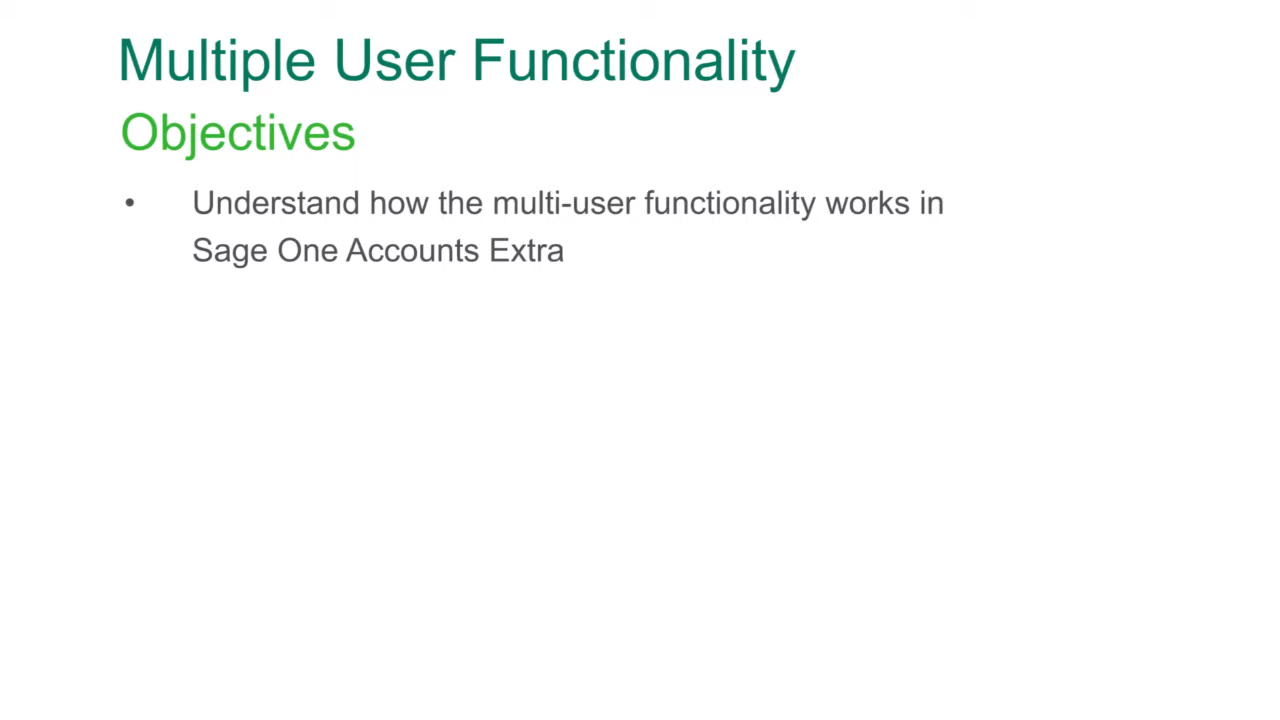 Multiple User Functionality
Objectives
• Understand how the multi-user functionality works in
Sage One Accounts Extra